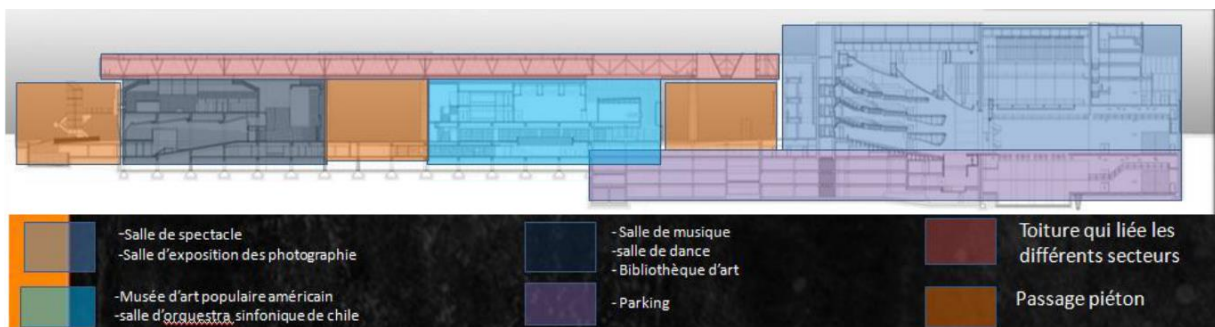 -Salle de spectacle
-Salle d'exposition des photographie
-Musée d'art populaire américain
-salle d'orquestra sinfonique de chile
- Salle de musique
-salle de dance
- Bibliothèque d'art
- Parking
Toiture qui liée les
différents secteurs
Passage piéton